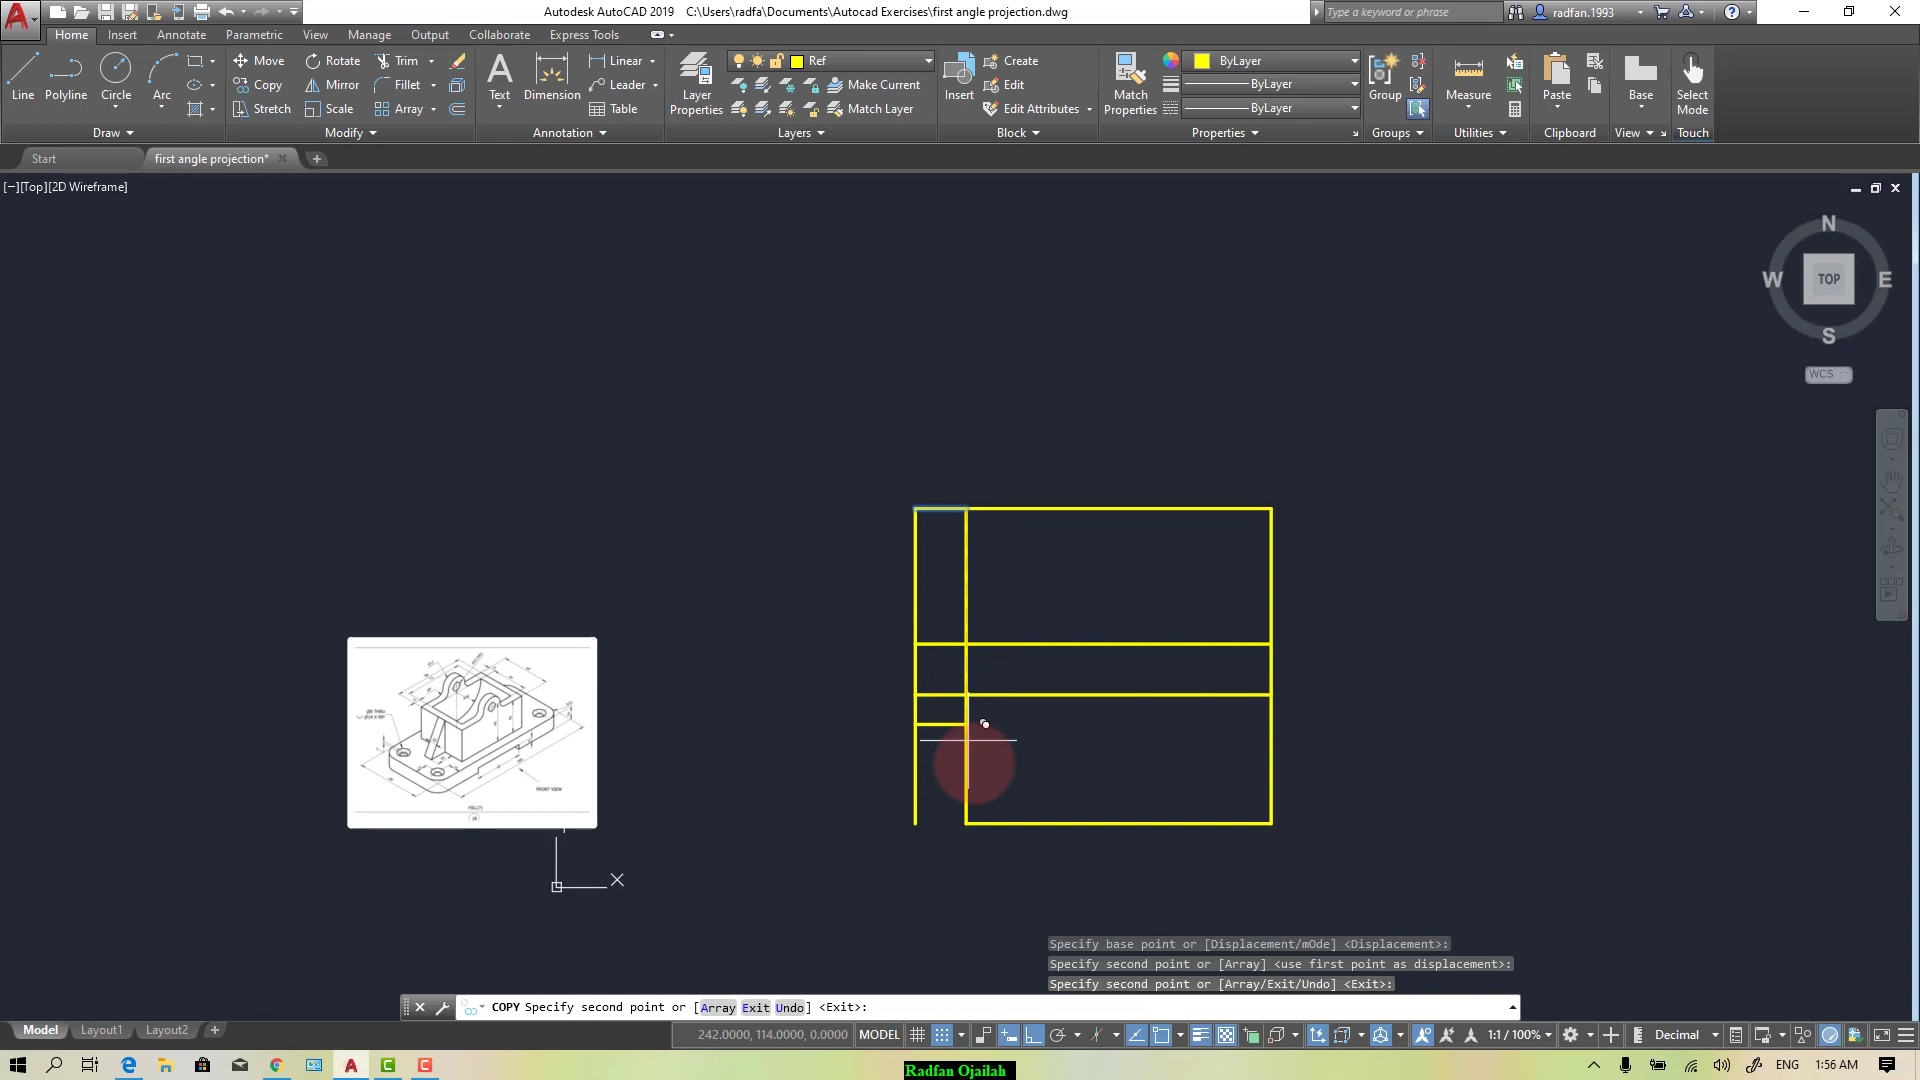 Autodesk AutoCAD 2019 C:\Users\radfa\Documents\Autocad Exercises\first angle projection.dwg
Type a keyword or phrase
radfan.1993
Home Insert Annotate Parametric View Manage Output Collaborate Express Tools
Line Polyline Circle Arc
Draw
Move Rotate Trim
Copy Mirror Fillet
Stretch Scale Array
Modify
Text Dimension
Linear
Leader
Table
Annotation
Layer Properties
Ref
Make Current
Match Layer
Layers
Insert
Create
Edit
Edit Attributes
Block
Match Properties
ByLayer
ByLayer
ByLayer
Properties
Group
Groups
Measure
Utilities
Paste
Clipboard
Base
View
Select Mode
Touch
Start
first angle projection*
[−][Top][2D Wireframe]
N
W TOP E
S
WCS
FRONT VIEW
X
Specify base point or [Displacement/mOde] <Displacement>:
Specify second point or [Array] <use first point as displacement>:
Specify second point or [Array/Exit/Undo] <Exit>:
COPY Specify second point or [Array Exit Undo] <Exit>:
Model Layout1 Layout2
242.0000, 114.0000, 0.0000 MODEL
1:1 / 100%
Decimal
Radfan Ojailah
ENG 1:56 AM